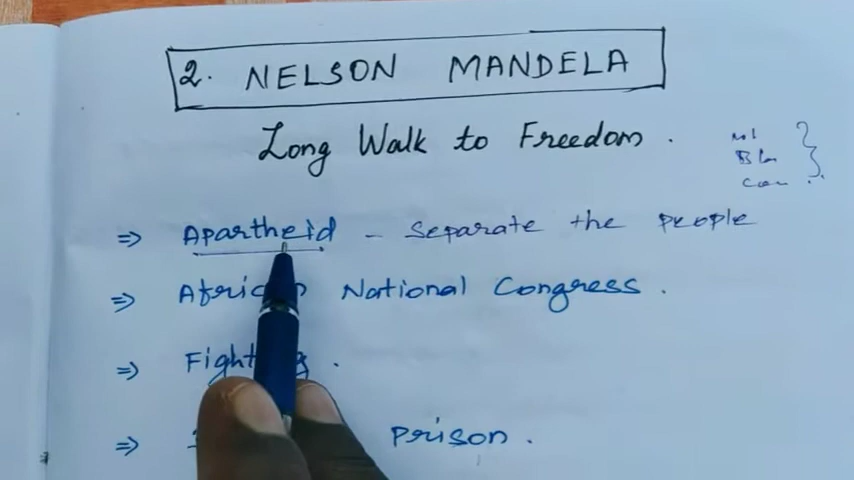 2. NELSON MANDELA
Long Walk to Freedom.
⇒ Apartheid - Separate the people
⇒ National Congress.
⇒
⇒ Prison.